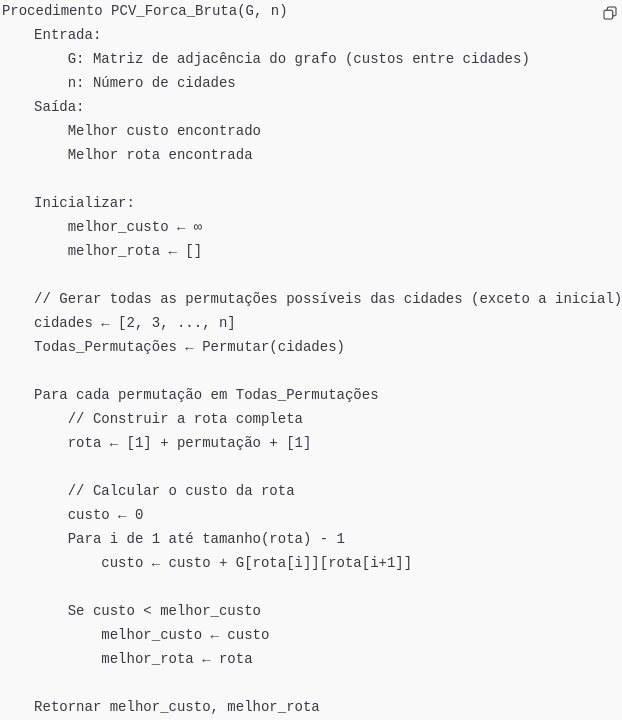 Procedimento PCV_Forca_Bruta(G, n)
Entrada:
G: Matriz de adjacência do grafo (custos entre cidades)
n: Número de cidades
Saída:
Melhor custo encontrado
Melhor rota encontrada
Inicializar:
melhor_custo ← ∞
melhor_rota ← []
// Gerar todas as permutações possíveis das cidades (exceto a inicial)
cidades ← [2, 3, ..., n]
Todas_Permutações ← Permutar(cidades)
Para cada permutação em Todas_Permutações
// Construir a rota completa
rota ← [1] + permutação + [1]
// Calcular o custo da rota
custo ← 0
Para i de 1 até tamanho(rota) - 1
custo ← custo + G[rota[i]][rota[i+1]]
Se custo < melhor_custo
melhor_custo ← custo
melhor_rota ← rota
Retornar melhor_custo, melhor_rota